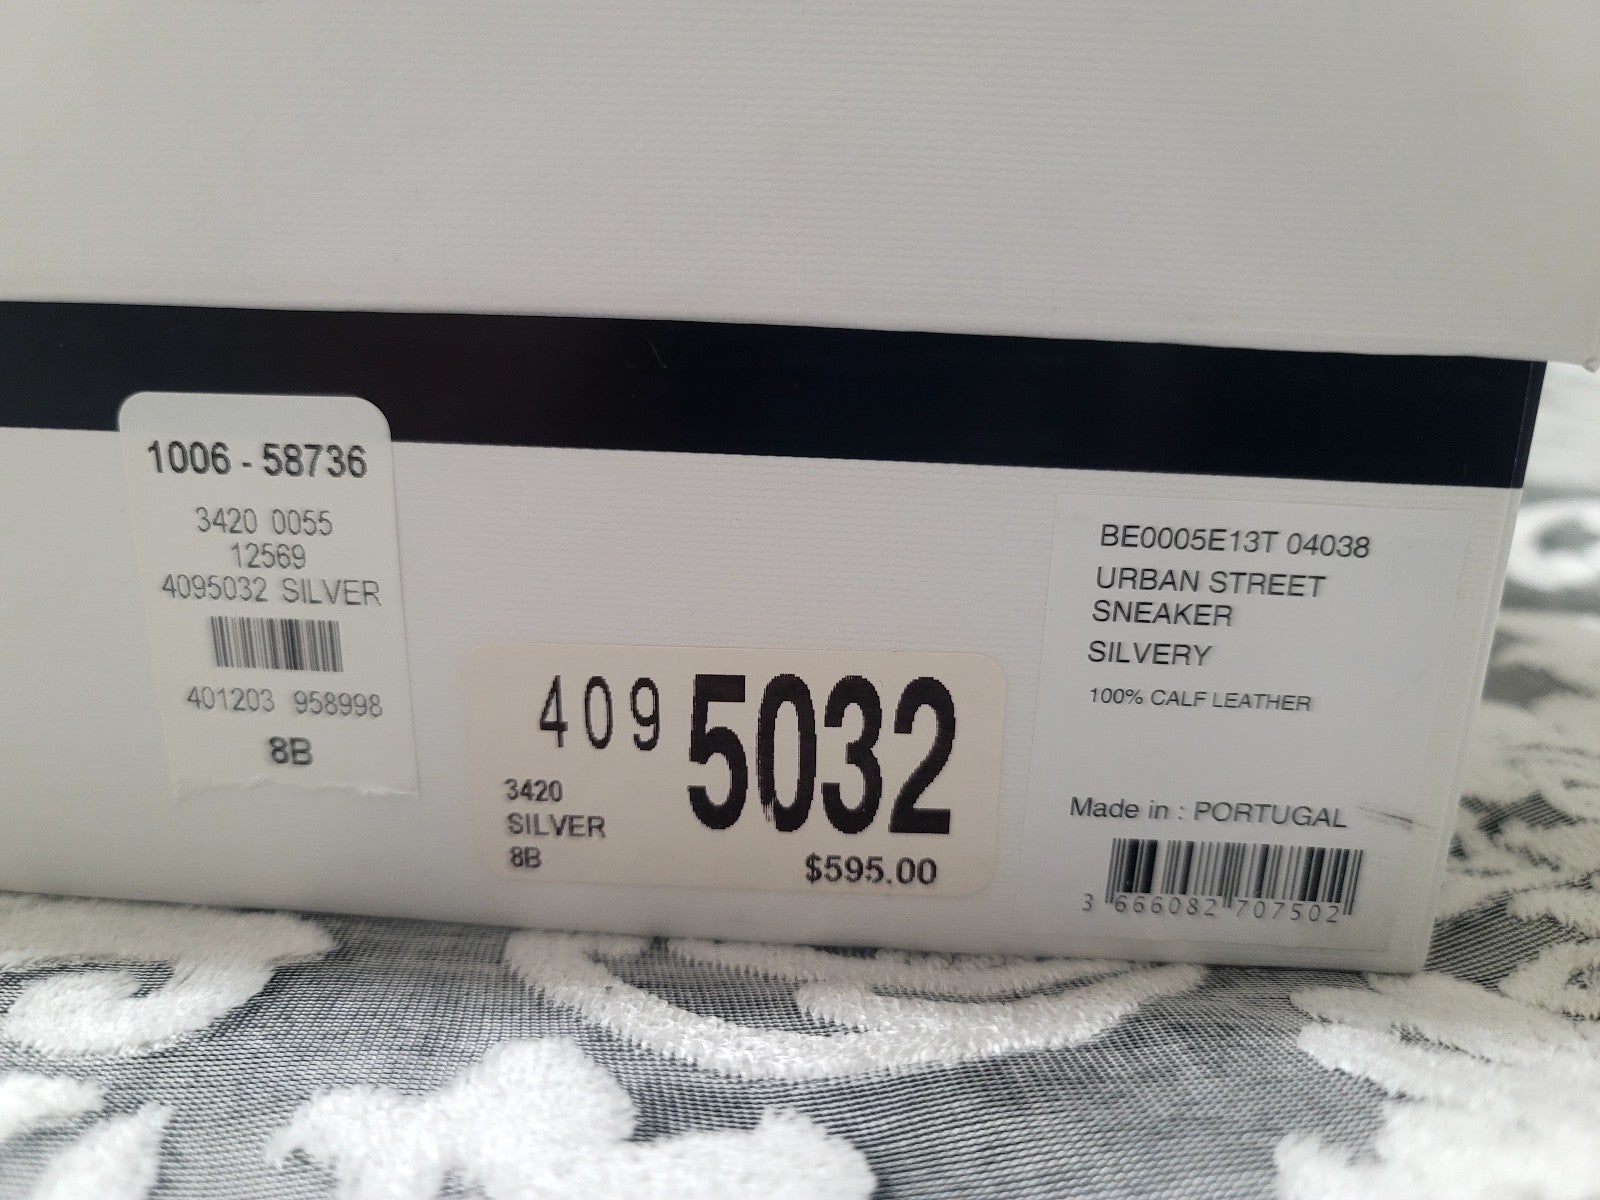 1006 - 58736
3420 0055
12569
4095032 SILVER
401203 958998
8B
409 5032
3420
SILVER
8B
$595.00
BE0005E13T 04038
URBAN STREET
SNEAKER
SILVERY
100% CALF LEATHER
Made in : PORTUGAL
3 666082 707502